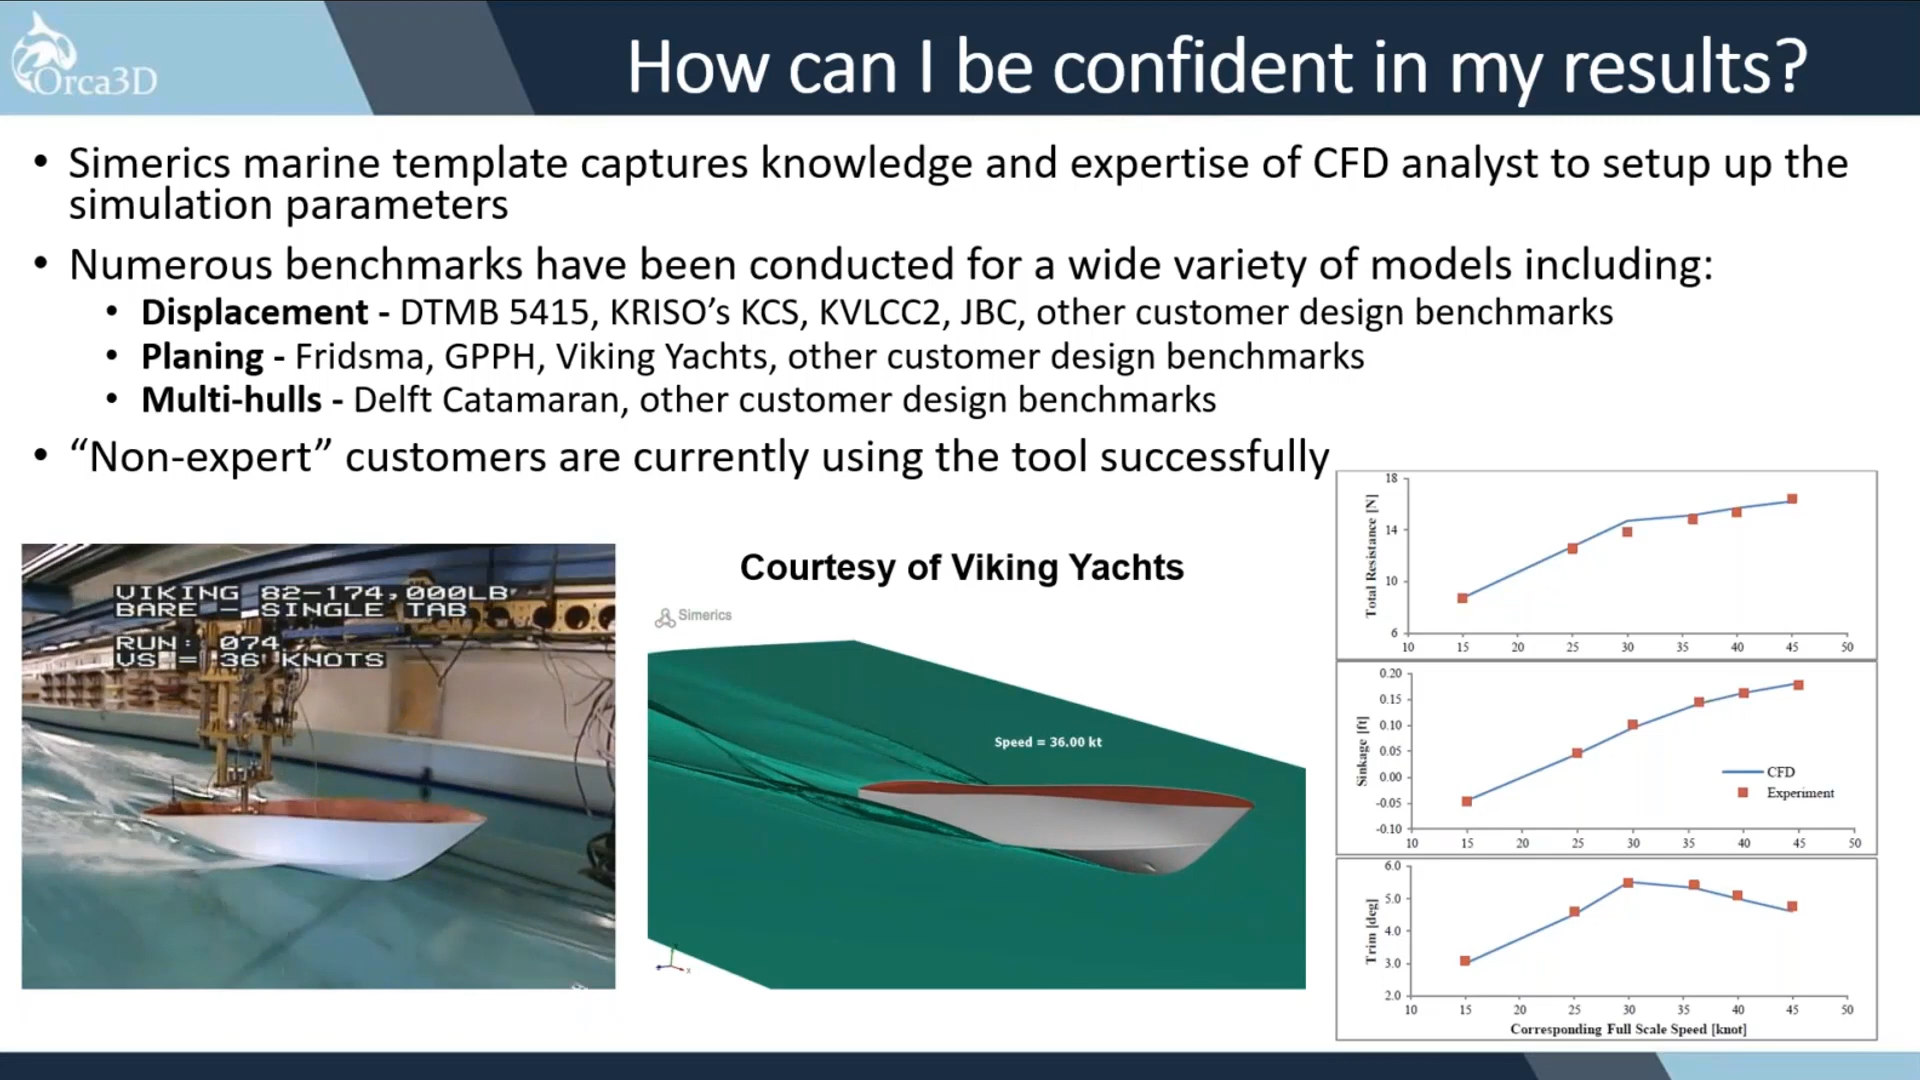 Orca3D
How can I be confident in my results?
• Simerics marine template captures knowledge and expertise of CFD analyst to setup up the
simulation parameters
• Numerous benchmarks have been conducted for a wide variety of models including:
• Displacement - DTMB 5415, KRISO’s KCS, KVLCC2, JBC, other customer design benchmarks
• Planing - Fridsma, GPPH, Viking Yachts, other customer design benchmarks
• Multi-hulls - Delft Catamaran, other customer design benchmarks
• “Non-expert” customers are currently using the tool successfully
VIKING 82-174,000LB
BARE - SINGLE TAB
RUN: 074
VS = 36 KNOTS
Courtesy of Viking Yachts
Simerics
Speed = 36.00 kt
x
Total Resistance [N]
18
14
10
6
10 15 20 25 30 35 40 45 50
Sinkage [ft]
0.20
0.15
0.10
0.05
0.00
-0.05
-0.10
CFD
Experiment
10 15 20 25 30 35 40 45 50
Trim [deg]
6.0
5.0
4.0
3.0
2.0
10 15 20 25 30 35 40 45 50
Corresponding Full Scale Speed [knot]